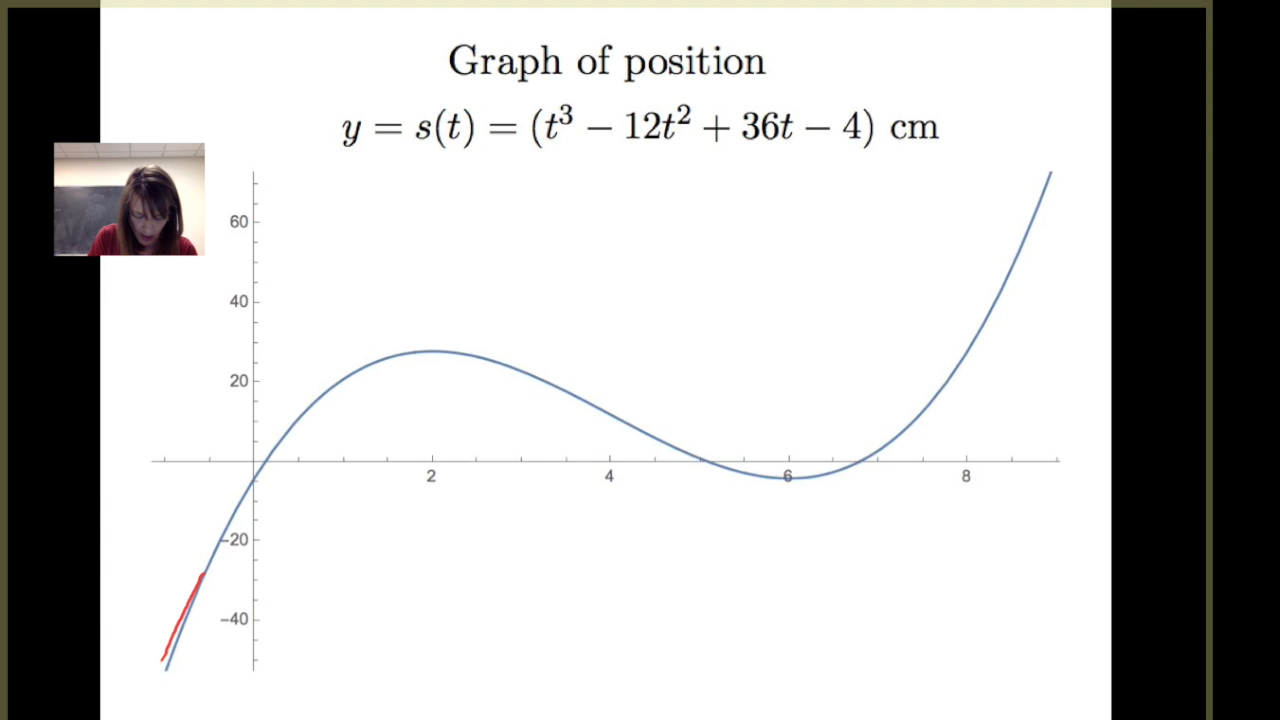 Graph of position
y = s(t) = (t³ − 12t² + 36t − 4) cm
60
40
20
2 4 6 8
−20
−40